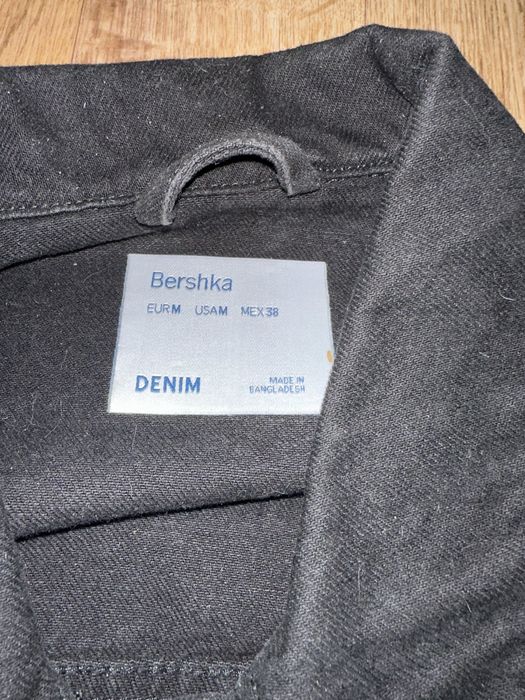 Bershka
EUR M USA M MEX 38
DENIM
MADE IN
BANGLADESH